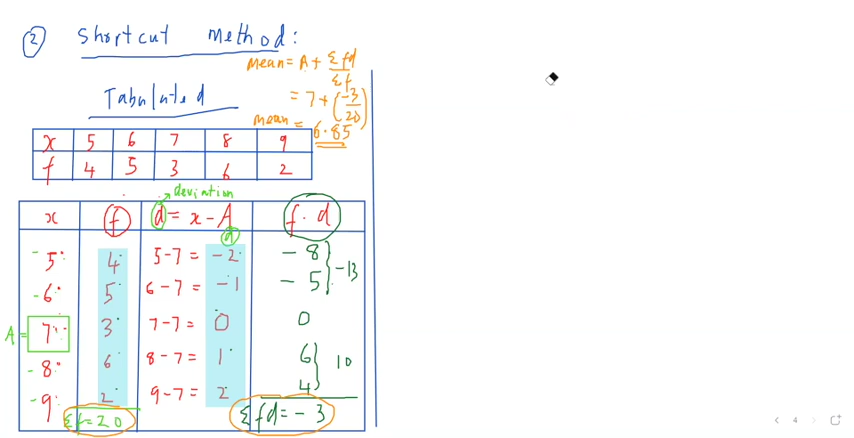 ② Shortcut Method:
mean = A + Σfd/Σf
= 7 + (-3/20)
mean = 6.85
Tabulated
x 5 6 7 8 9
f 4 5 3 6 2
deviation
x f d = x - A f · d
d
5 4 5-7 = -2 -8
-13
6 5 6-7 = -1 -5
A = 7 3 7-7 = 0 0
8 6 8-7 = 1 6
10
9 2 9-7 = 2 4
Σf = 20 Σfd = -3
4